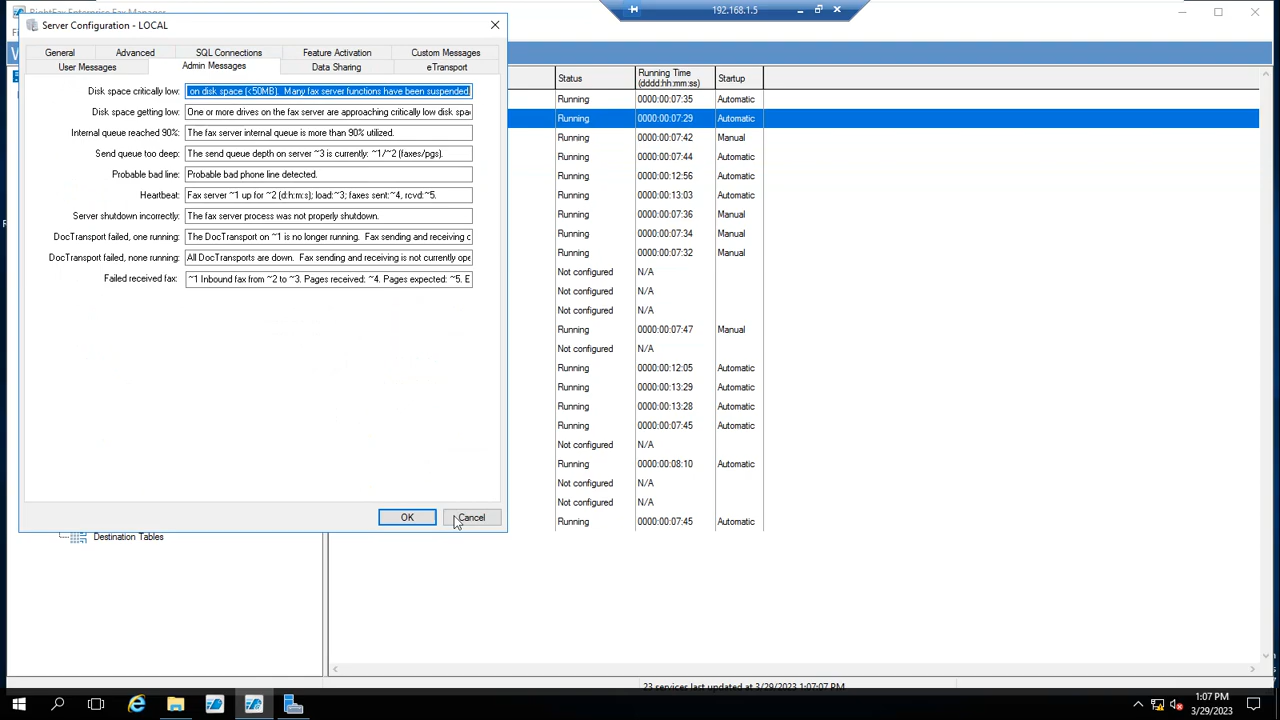 RightFax Enterprise Fax Manager
192.168.1.5
Server Configuration - LOCAL
General
Advanced
SQL Connections
Feature Activation
Custom Messages
User Messages
Admin Messages
Data Sharing
eTransport
Disk space critically low:
on disk space (<50MB). Many fax server functions have been suspended.
Disk space getting low:
One or more drives on the fax server are approaching critically low disk spa
Internal queue reached 90%:
The fax server internal queue is more than 90% utilized.
Send queue too deep:
The send queue depth on server ~3 is currently: ~1/~2 (faxes/pgs).
Probable bad line:
Probable bad phone line detected.
Heartbeat:
Fax server ~1 up for ~2 (d:h:m:s); load:~3; faxes sent:~4, rcvd:~5.
Server shutdown incorrectly:
The fax server process was not properly shutdown.
DocTransport failed, one running:
The DocTransport on ~1 is no longer running. Fax sending and receiving c
DocTransport failed, none running:
All DocTransports are down. Fax sending and receiving is not currently ope
Failed received fax:
~1 Inbound fax from ~2 to ~3. Pages received: ~4. Pages expected: ~5. E
OK
Cancel
Destination Tables
Status
Running Time
(dddd:hh:mm:ss)
Startup
Running 0000:00:07:35 Automatic
Running 0000:00:07:29 Automatic
Running 0000:00:07:42 Manual
Running 0000:00:07:44 Automatic
Running 0000:00:12:56 Automatic
Running 0000:00:13:03 Automatic
Running 0000:00:07:36 Manual
Running 0000:00:07:34 Manual
Running 0000:00:07:32 Manual
Not configured N/A
Not configured N/A
Not configured N/A
Running 0000:00:07:47 Manual
Not configured N/A
Running 0000:00:12:05 Automatic
Running 0000:00:13:29 Automatic
Running 0000:00:13:28 Automatic
Running 0000:00:07:45 Automatic
Not configured N/A
Running 0000:00:08:10 Automatic
Not configured N/A
Not configured N/A
Running 0000:00:07:45 Automatic
23 services last updated at 3/29/2023 1:07:07 PM
1:07 PM
3/29/2023